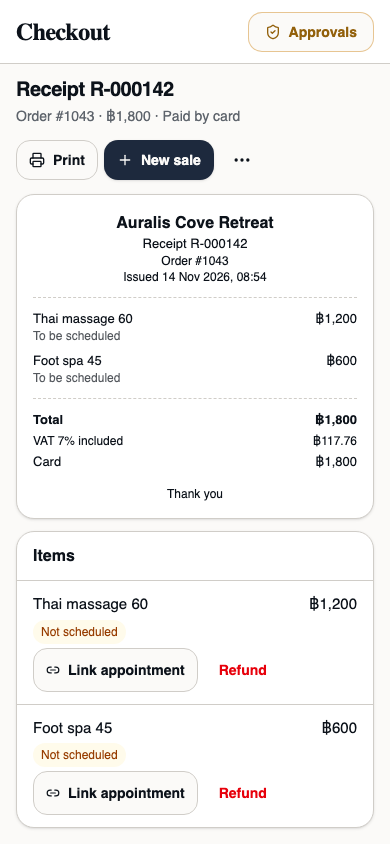 Checkout
Approvals
Receipt R-000142
Order #1043 · ฿1,800 · Paid by card
Print
New sale
Auralis Cove Retreat
Receipt R-000142
Order #1043
Issued 14 Nov 2026, 08:54
Thai massage 60 ฿1,200
To be scheduled
Foot spa 45 ฿600
To be scheduled
Total ฿1,800
VAT 7% included ฿117.76
Card ฿1,800
Thank you
Items
Thai massage 60 ฿1,200
Not scheduled
Link appointment Refund
Foot spa 45 ฿600
Not scheduled
Link appointment Refund